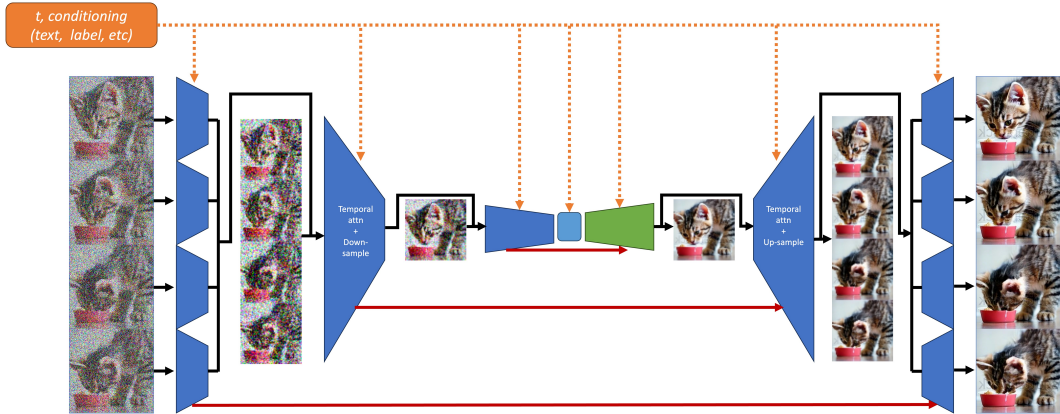 t, conditioning
(text, label, etc)
Temporal
attn
+
Down-
sample
Temporal
attn
+
Up-sample